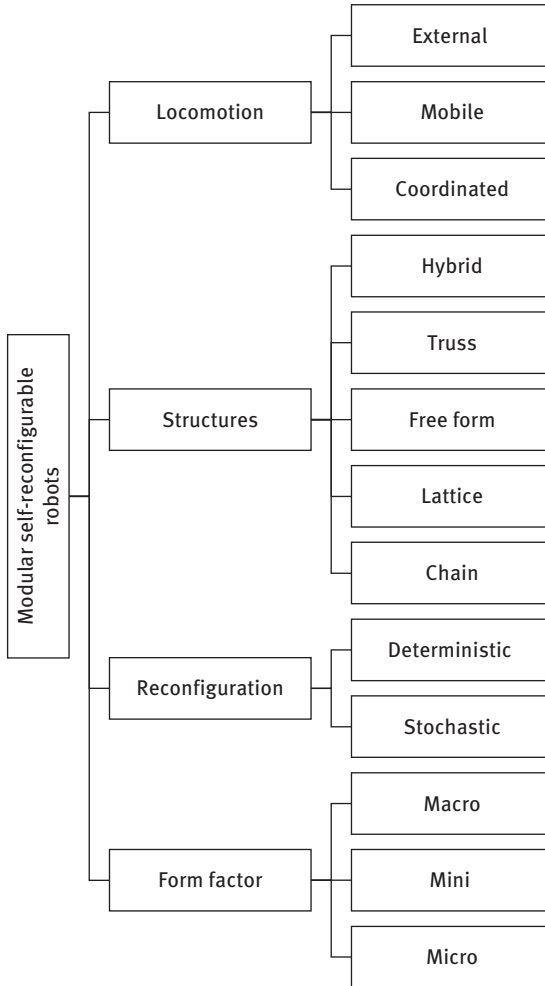 Modular self-reconfigurable
robots
Locomotion
External
Mobile
Coordinated
Structures
Hybrid
Truss
Free form
Lattice
Chain
Reconfiguration
Deterministic
Stochastic
Form factor
Macro
Mini
Micro